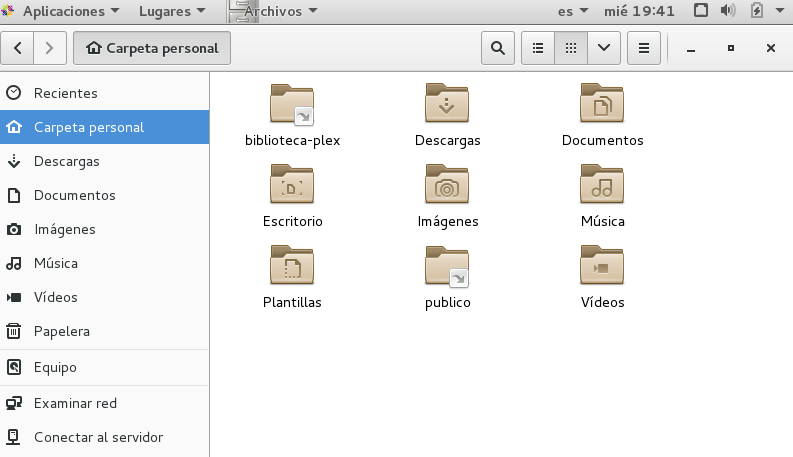 Aplicaciones Lugares Archivos es mié 19:41
Carpeta personal
Recientes
Carpeta personal
Descargas
Documentos
Imágenes
Música
Vídeos
Papelera
Equipo
Examinar red
Conectar al servidor
biblioteca-plex Descargas Documentos
Escritorio Imágenes Música
Plantillas publico Vídeos